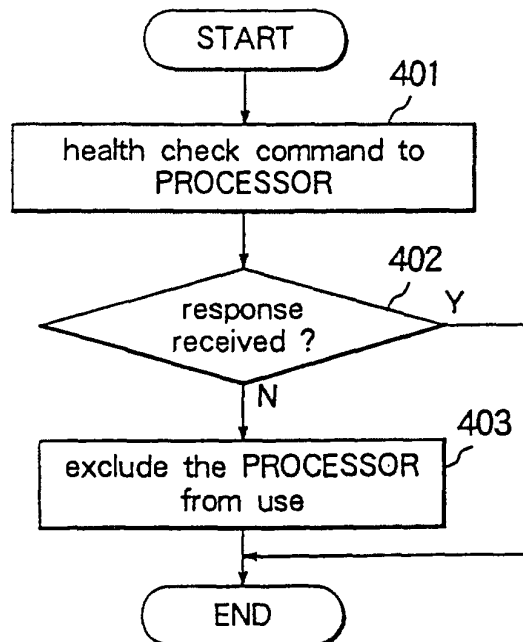 START
401
health check command to
PROCESSOR
402
response
received ?
Y
N
403
exclude the PROCESSOR
from use
END